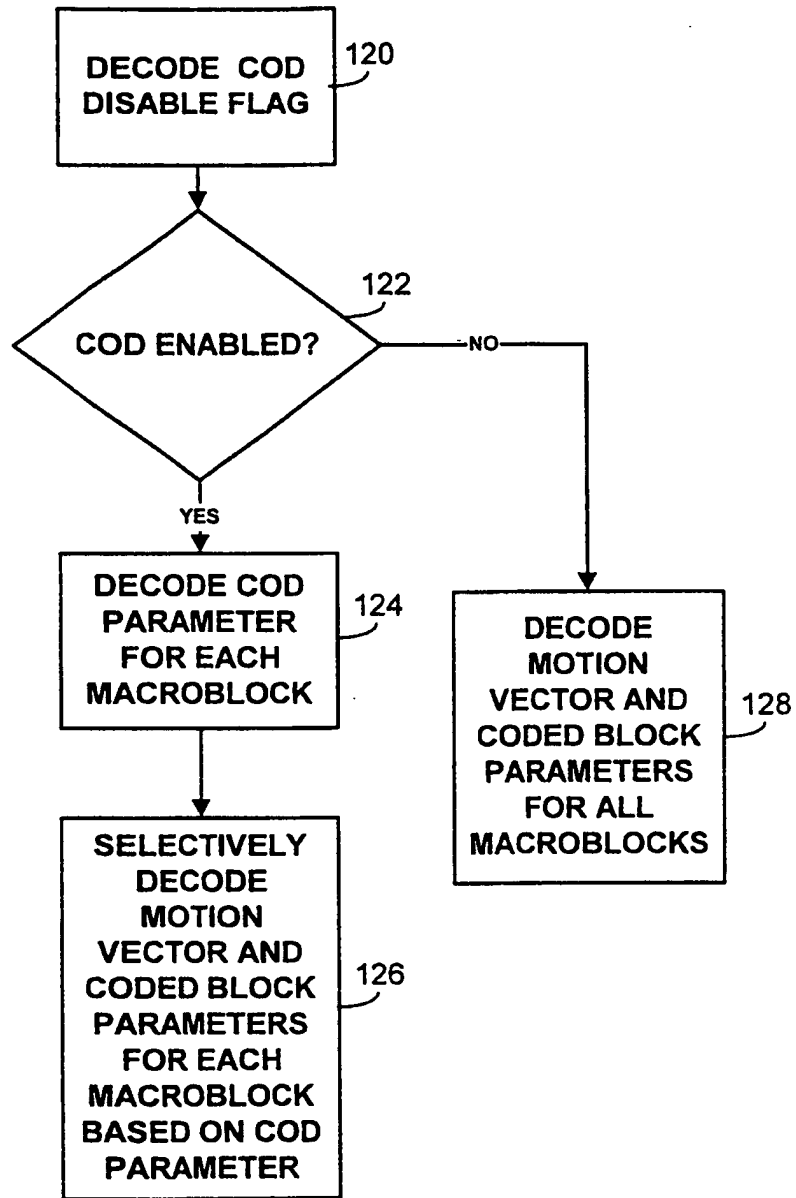 DECODE COD
DISABLE FLAG
120
COD ENABLED?
122
NO
YES
DECODE COD
PARAMETER
FOR EACH
MACROBLOCK
124
DECODE
MOTION
VECTOR AND
CODED BLOCK
PARAMETERS
FOR ALL
MACROBLOCKS
128
SELECTIVELY
DECODE
MOTION
VECTOR AND
CODED BLOCK
PARAMETERS
FOR EACH
MACROBLOCK
BASED ON COD
PARAMETER
126